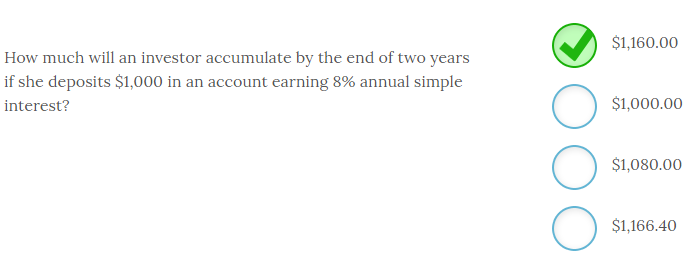 How much will an investor accumulate by the end of two years
if she deposits $1,000 in an account earning 8% annual simple
interest?
$1,160.00
$1,000.00
$1,080.00
$1,166.40